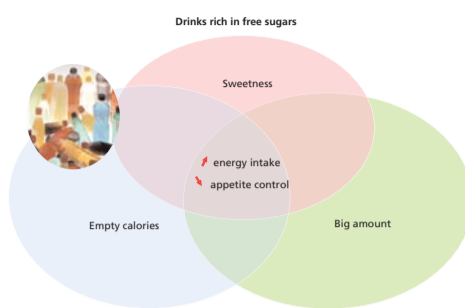 Drinks rich in free sugars
Sweetness
energy intake
appetite control
Empty calories
Big amount